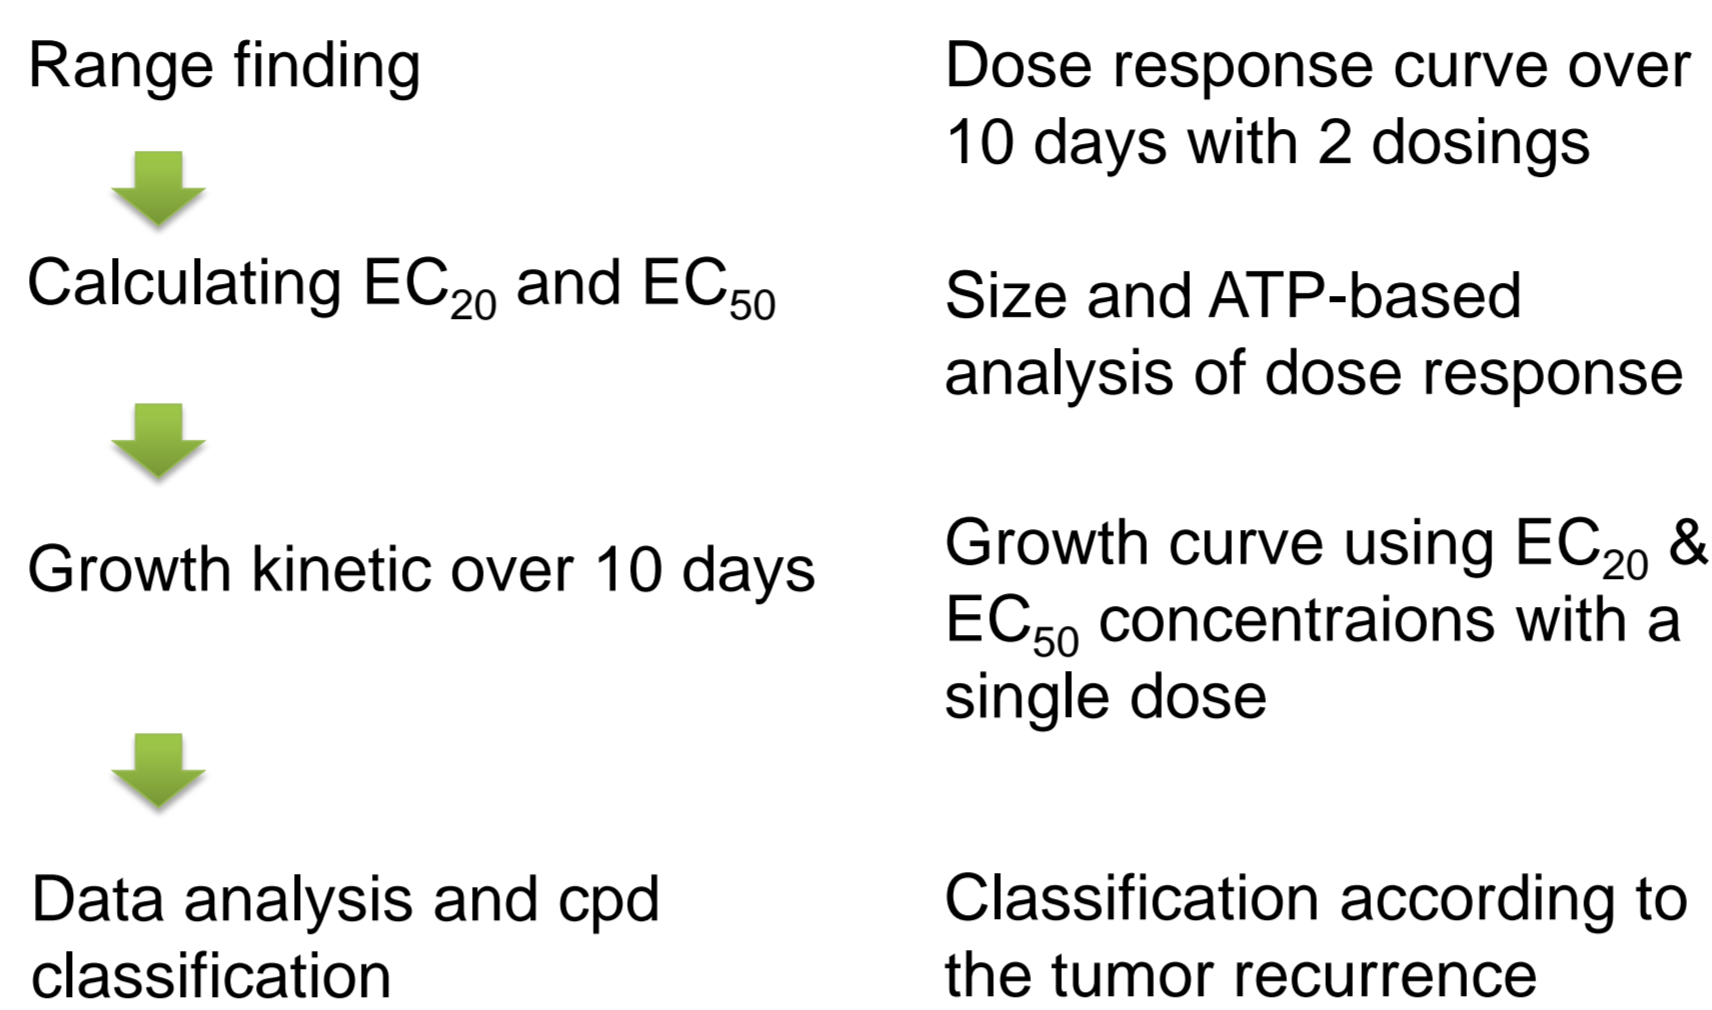 Range finding
Dose response curve over
10 days with 2 dosings
Calculating EC20 and EC50
Size and ATP-based
analysis of dose response
Growth kinetic over 10 days
Growth curve using EC20 &
EC50 concentraions with a
single dose
Data analysis and cpd
classification
Classification according to
the tumor recurrence